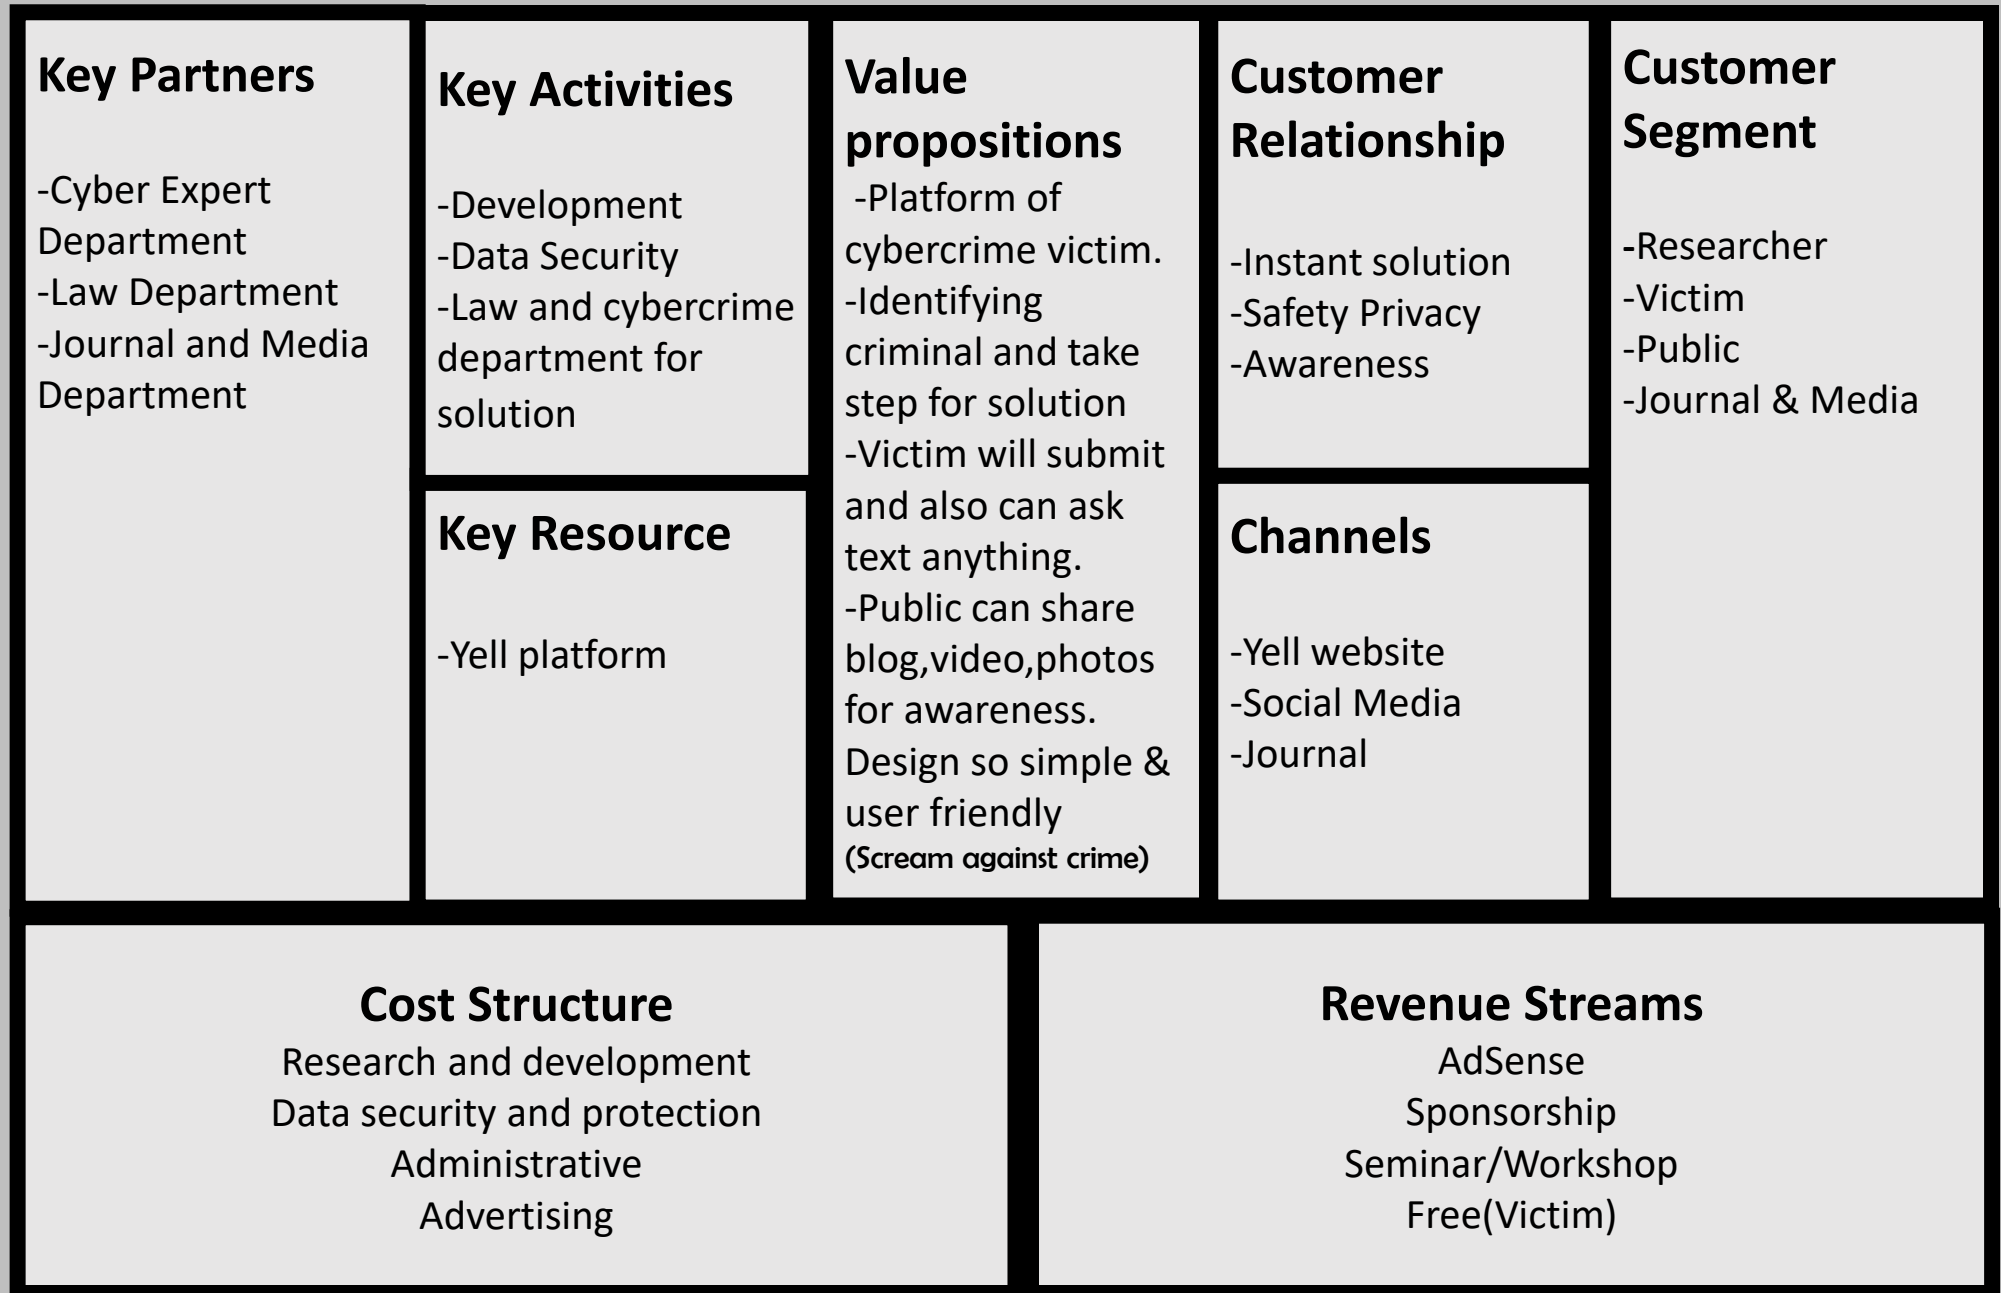 Key Partners
-Cyber Expert
Department
-Law Department
-Journal and Media
Department
Key Activities
-Development
-Data Security
-Law and cybercrime
department for
solution
Key Resource
-Yell platform
Value
propositions
-Platform of
cybercrime victim.
-Identifying
criminal and take
step for solution
-Victim will submit
and also can ask
text anything.
-Public can share
blog,video,photos
for awareness.
Design so simple &
user friendly
(Scream against crime)
Customer
Relationship
-Instant solution
-Safety Privacy
-Awareness
Channels
-Yell website
-Social Media
-Journal
Customer
Segment
-Researcher
-Victim
-Public
-Journal & Media
Cost Structure
Research and development
Data security and protection
Administrative
Advertising
Revenue Streams
AdSense
Sponsorship
Seminar/Workshop
Free(Victim)